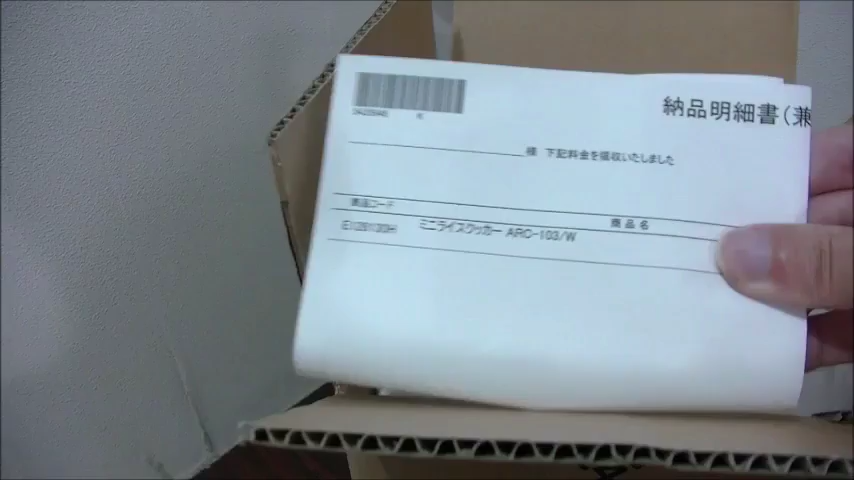 納品明細書(兼
様 下記料金を領収いたしました
商品コード 商品名
ミニライスクッカー ARC-103/W